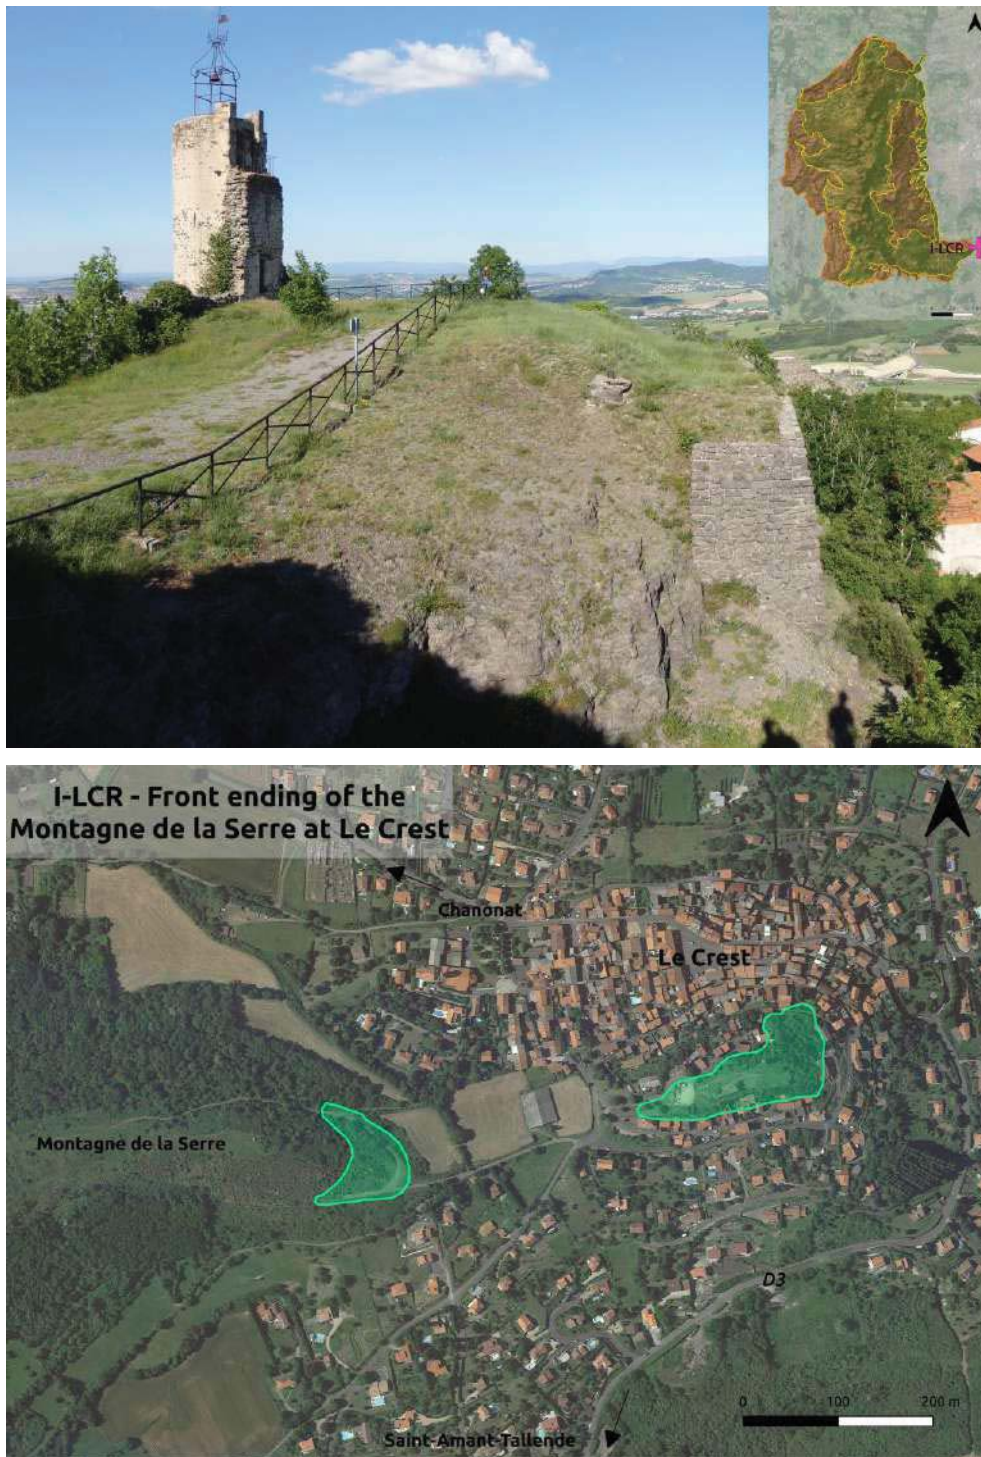 I-LCR
I-LCR - Front ending of the
Montagne de la Serre at Le Crest
Chanonat
Le Crest
Montagne de la Serre
D3
0 100 200 m
Saint-Amant-Tallende